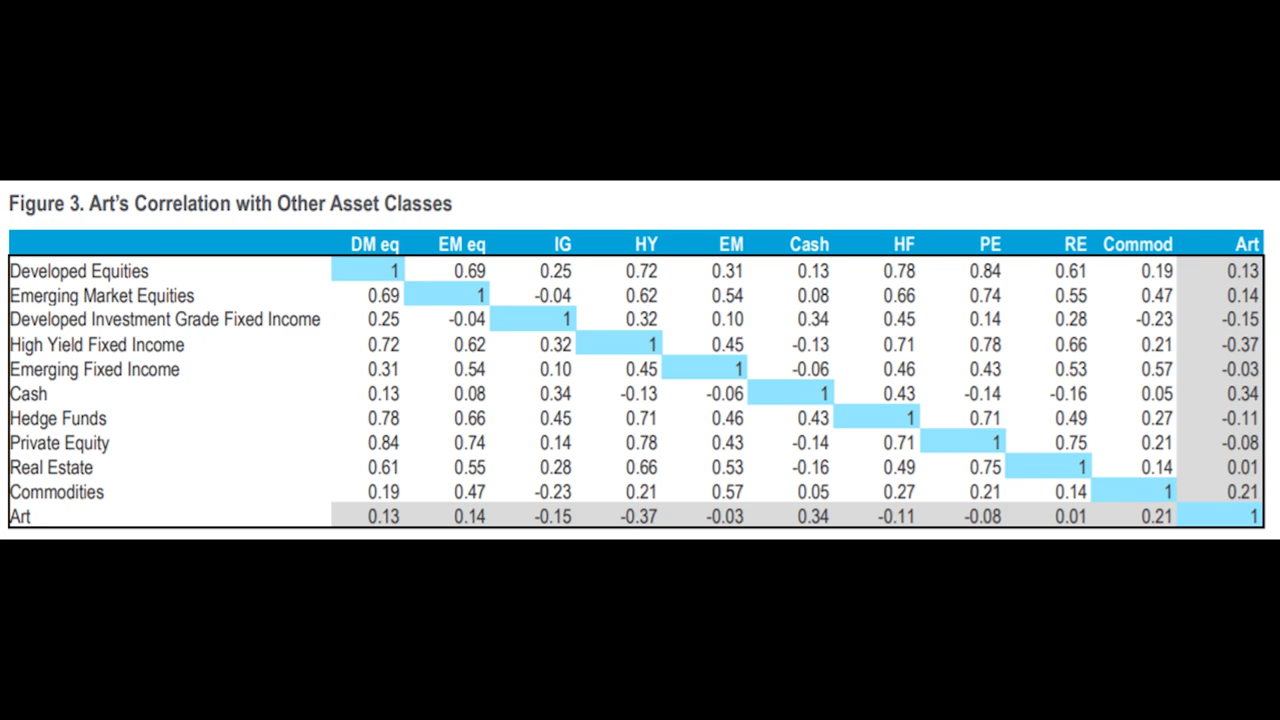 Figure 3. Art's Correlation with Other Asset Classes
DM eq EM eq IG HY EM Cash HF PE RE Commod Art
Developed Equities 1 0.69 0.25 0.72 0.31 0.13 0.78 0.84 0.61 0.19 0.13
Emerging Market Equities 0.69 1 -0.04 0.62 0.54 0.08 0.66 0.74 0.55 0.47 0.14
Developed Investment Grade Fixed Income 0.25 -0.04 1 0.32 0.10 0.34 0.45 0.14 0.28 -0.23 -0.15
High Yield Fixed Income 0.72 0.62 0.32 1 0.45 -0.13 0.71 0.78 0.66 0.21 -0.37
Emerging Fixed Income 0.31 0.54 0.10 0.45 1 -0.06 0.46 0.43 0.53 0.57 -0.03
Cash 0.13 0.08 0.34 -0.13 -0.06 1 0.43 -0.14 -0.16 0.05 0.34
Hedge Funds 0.78 0.66 0.45 0.71 0.46 0.43 1 0.71 0.49 0.27 -0.11
Private Equity 0.84 0.74 0.14 0.78 0.43 -0.14 0.71 1 0.75 0.21 -0.08
Real Estate 0.61 0.55 0.28 0.66 0.53 -0.16 0.49 0.75 1 0.14 0.01
Commodities 0.19 0.47 -0.23 0.21 0.57 0.05 0.27 0.21 0.14 1 0.21
Art 0.13 0.14 -0.15 -0.37 -0.03 0.34 -0.11 -0.08 0.01 0.21 1